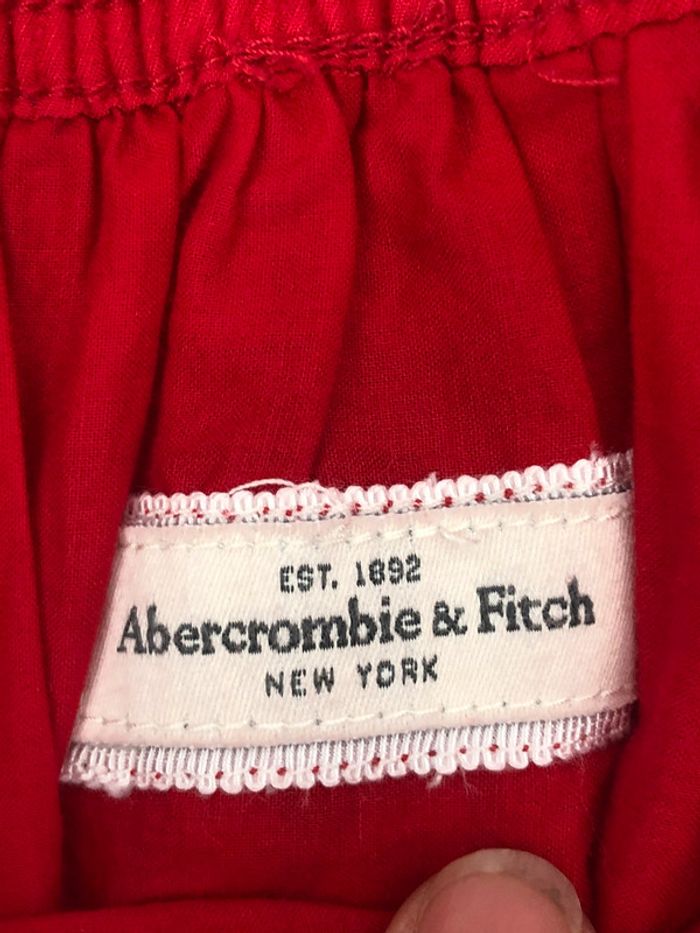 EST. 1892
Abercrombie & Fitch
NEW YORK